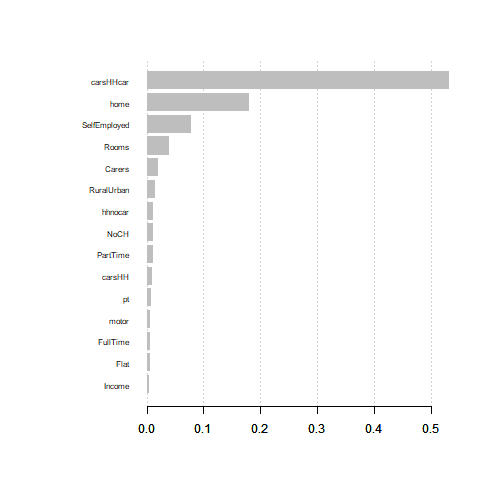 carsHHcar
home
SelfEmployed
Rooms
Carers
RuralUrban
hhnocar
NoCH
PartTime
carsHH
pt
motor
FullTime
Flat
Income
0.0 0.1 0.2 0.3 0.4 0.5